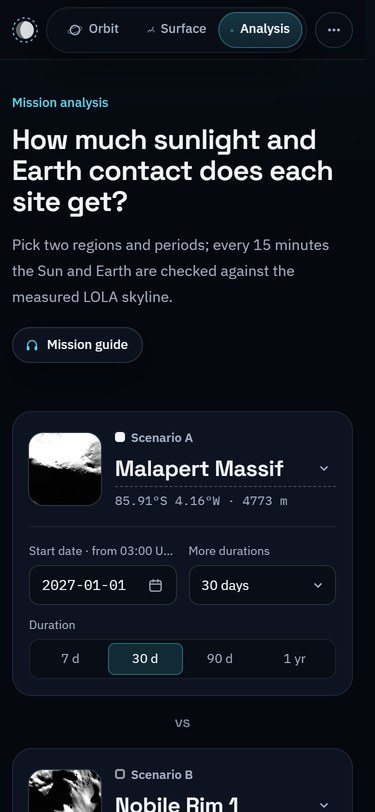 Orbit
Surface
Analysis
Mission analysis
How much sunlight and
Earth contact does each
site get?
Pick two regions and periods; every 15 minutes
the Sun and Earth are checked against the
measured LOLA skyline.
Mission guide
Scenario A
Malapert Massif
85.91°S 4.16°W · 4773 m
Start date · from 03:00 U…
More durations
2027-01-01
30 days
Duration
7 d
30 d
90 d
1 yr
VS
Scenario B
Nobile Rim 1